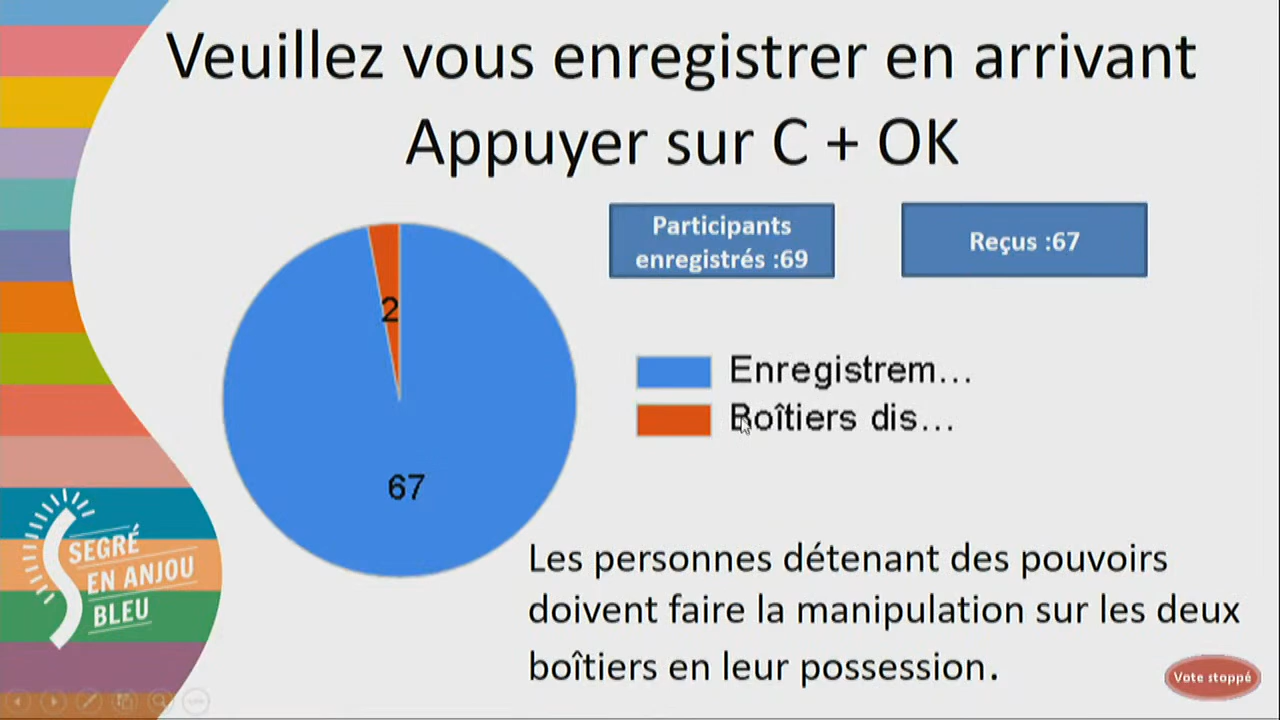 Veuillez vous enregistrer en arrivant
Appuyer sur C + OK
Participants
enregistrés :69
Reçus :67
2
67
Enregistrem...
Boîtiers dis...
Les personnes détenant des pouvoirs
doivent faire la manipulation sur les deux
boîtiers en leur possession.
SEGRÉ
EN ANJOU
BLEU
Vote stoppé